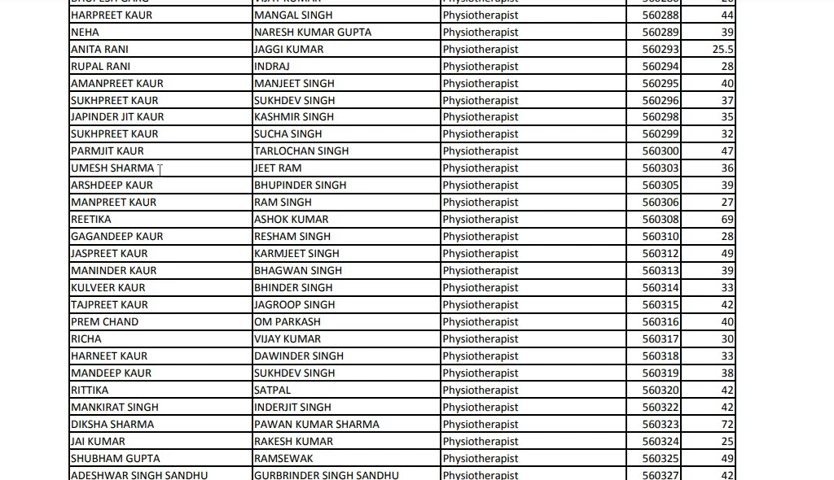 HARPREET KAUR MANGAL SINGH Physiotherapist 560288 44
NEHA NARESH KUMAR GUPTA Physiotherapist 560289 39
ANITA RANI JAGGI KUMAR Physiotherapist 560293 25.5
RUPAL RANI INDRAJ Physiotherapist 560294 28
AMANPREET KAUR MANJEET SINGH Physiotherapist 560295 40
SUKHPREET KAUR SUKHDEV SINGH Physiotherapist 560296 37
JAPINDER JIT KAUR KASHMIR SINGH Physiotherapist 560298 35
SUKHPREET KAUR SUCHA SINGH Physiotherapist 560299 32
PARMJIT KAUR TARLOCHAN SINGH Physiotherapist 560300 47
UMESH SHARMA JEET RAM Physiotherapist 560303 36
ARSHDEEP KAUR BHUPINDER SINGH Physiotherapist 560305 39
MANPREET KAUR RAM SINGH Physiotherapist 560306 27
REETIKA ASHOK KUMAR Physiotherapist 560308 69
GAGANDEEP KAUR RESHAM SINGH Physiotherapist 560310 28
JASPREET KAUR KARMJEET SINGH Physiotherapist 560312 49
MANINDER KAUR BHAGWAN SINGH Physiotherapist 560313 39
KULVEER KAUR BHINDER SINGH Physiotherapist 560314 33
TAJPREET KAUR JAGROOP SINGH Physiotherapist 560315 42
PREM CHAND OM PARKASH Physiotherapist 560316 40
RICHA VIJAY KUMAR Physiotherapist 560317 30
HARNEET KAUR DAWINDER SINGH Physiotherapist 560318 33
MANDEEP KAUR SUKHDEV SINGH Physiotherapist 560319 38
RITTIKA SATPAL Physiotherapist 560320 42
MANKIRAT SINGH INDERJIT SINGH Physiotherapist 560322 42
DIKSHA SHARMA PAWAN KUMAR SHARMA Physiotherapist 560323 72
JAI KUMAR RAKESH KUMAR Physiotherapist 560324 25
SHUBHAM GUPTA RAMSEWAK Physiotherapist 560325 49
ADESHWAR SINGH SANDHU GURBRINDER SINGH SANDHU Physiotherapist 560327 42